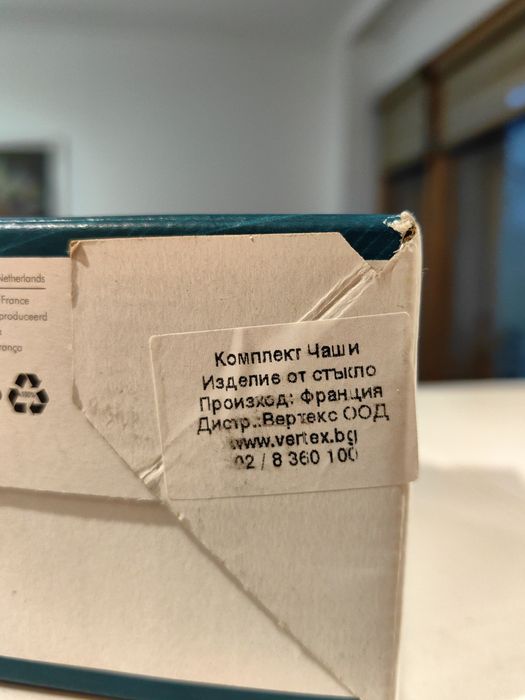 Netherlands
France
produceerd
França
Комплект Чаши
Изделие от стъкло
Произход: Франция
Дистр.:Вертекс ООД
www.vertex.bg
02 / 8 360 100